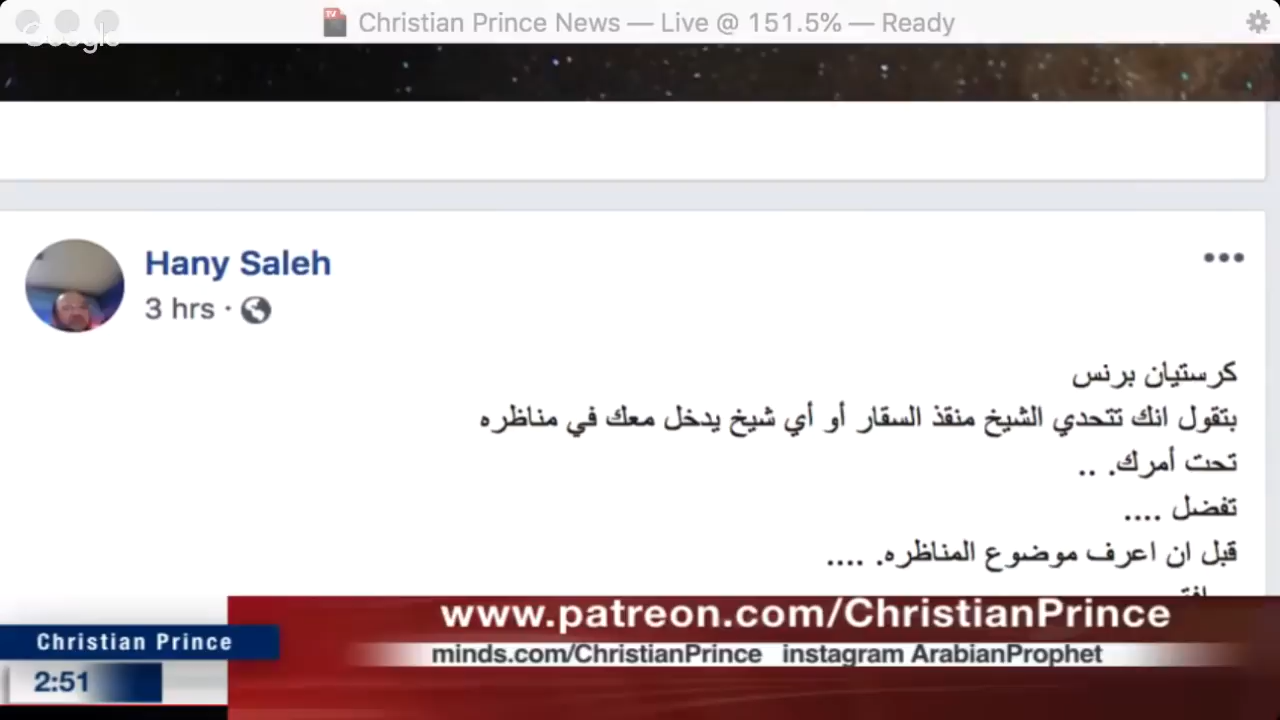 Christian Prince News — Live @ 151.5% — Ready
Google
Hany Saleh
3 hrs ·
كرستيان برنس
بتقول انك تتحدي الشيخ منقذ السقار أو أي شيخ يدخل معك في مناظره
تحت أمرك. ..
تفضل ....
قبل ان اعرف موضوع المناظره. ....
www.patreon.com/ChristianPrince
minds.com/ChristianPrince instagram ArabianProphet
Christian Prince
2:51